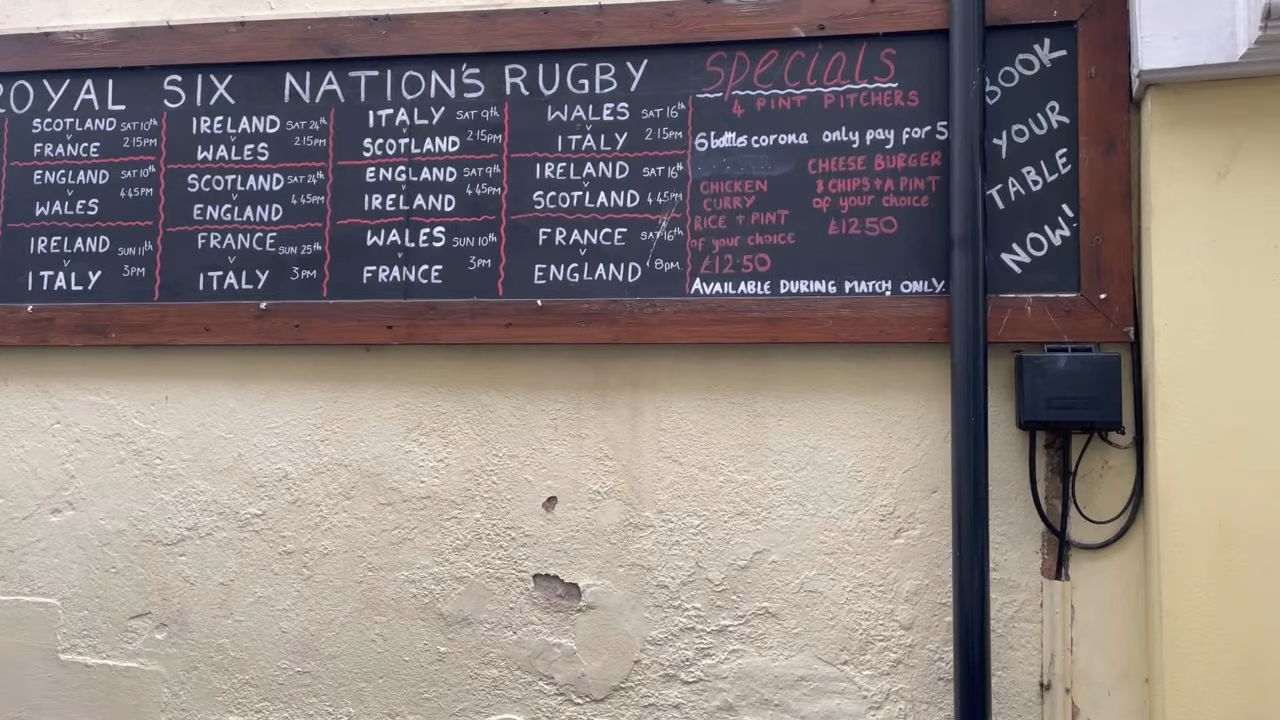 ROYAL SIX NATION'S RUGBY
SCOTLAND SAT 10th
V 2:15PM
FRANCE
ENGLAND SAT 10th
V 4.45PM
WALES
IRELAND SUN 11th
V 3PM
ITALY
IRELAND SAT 24th
V 2:15PM
WALES
SCOTLAND SAT 24th
V 4.45PM
ENGLAND
FRANCE SUN 25th
V 3PM
ITALY
ITALY SAT 9th
V 2:15PM
SCOTLAND
ENGLAND SAT 9th
V 4.45PM
IRELAND
WALES SUN 10th
V 3PM
FRANCE
WALES SAT 16th
V 2:15PM
ITALY
IRELAND SAT 16th
V 4.45PM
SCOTLAND
FRANCE SAT 16th
V 8PM
ENGLAND
Specials
4 PINT PITCHERS
6 bottles corona only pay for 5
CHICKEN
CURRY
RICE + PINT
of your choice
£12.50
CHEESE BURGER
& CHIPS + A PINT
of your choice
£12.50
AVAILABLE DURING MATCH ONLY.
BOOK
YOUR
TABLE
NOW!